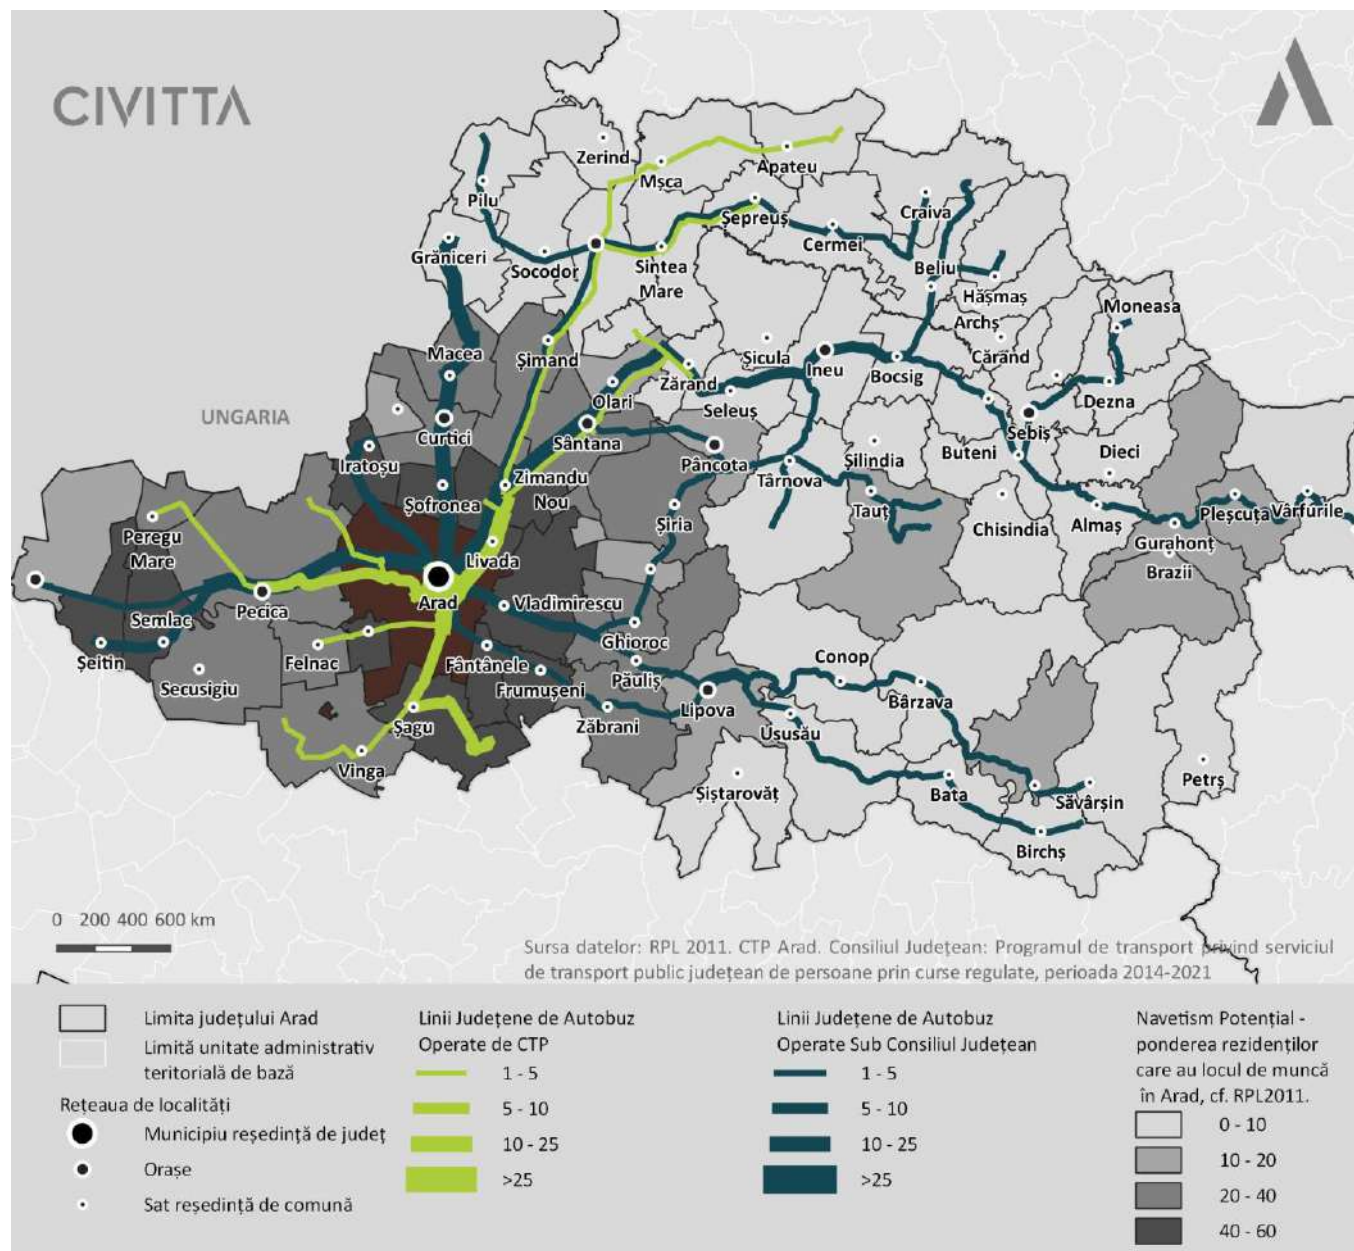 CIVITTA
Zerind
Mșca
Apateu
Pilu
Șepreuș
Craiva
Cermei
Grăniceri
Socodor
Sintea
Mare
Beliu
Hășmaș
Moneasa
Archș
Macea
Șimand
Șicula
Cărand
Zărand
Ineu
Bocsig
Olari
Seleuș
Dezna
UNGARIA
Curtici
Sântana
Sebiș
Iratoșu
Pâncota
Șilindia
Buteni
Dieci
Zimandu
Nou
Târnova
Șofronea
Tauț
Pleșcuța
Vârfurile
Peregu
Mare
Șiria
Chisindia
Almaș
Gurahonț
Livada
Brazii
Arad
Vladimirescu
Pecica
Semlac
Ghioroc
Șeitin
Felnac
Fântânele
Conop
Secusigiu
Frumușeni
Păuliș
Lipova
Bârzava
Șagu
Zăbrani
Ususău
Vinga
Șiștarovăț
Bata
Săvârșin
Petrș
Birchș
0 200 400 600 km
Sursa datelor: RPL 2011. CTP Arad. Consiliul Județean: Programul de transport privind serviciul
de transport public județean de persoane prin curse regulate, perioada 2014-2021
Limita județului Arad
Limită unitate administrativ
teritorială de bază
Rețeaua de localități
Municipiu reședință de județ
Orașe
Sat reședință de comună
Linii Județene de Autobuz
Operate de CTP
1 - 5
5 - 10
10 - 25
>25
Linii Județene de Autobuz
Operate Sub Consiliul Județean
1 - 5
5 - 10
10 - 25
>25
Navetism Potențial -
ponderea rezidenților
care au locul de muncă
în Arad, cf. RPL2011.
0 - 10
10 - 20
20 - 40
40 - 60